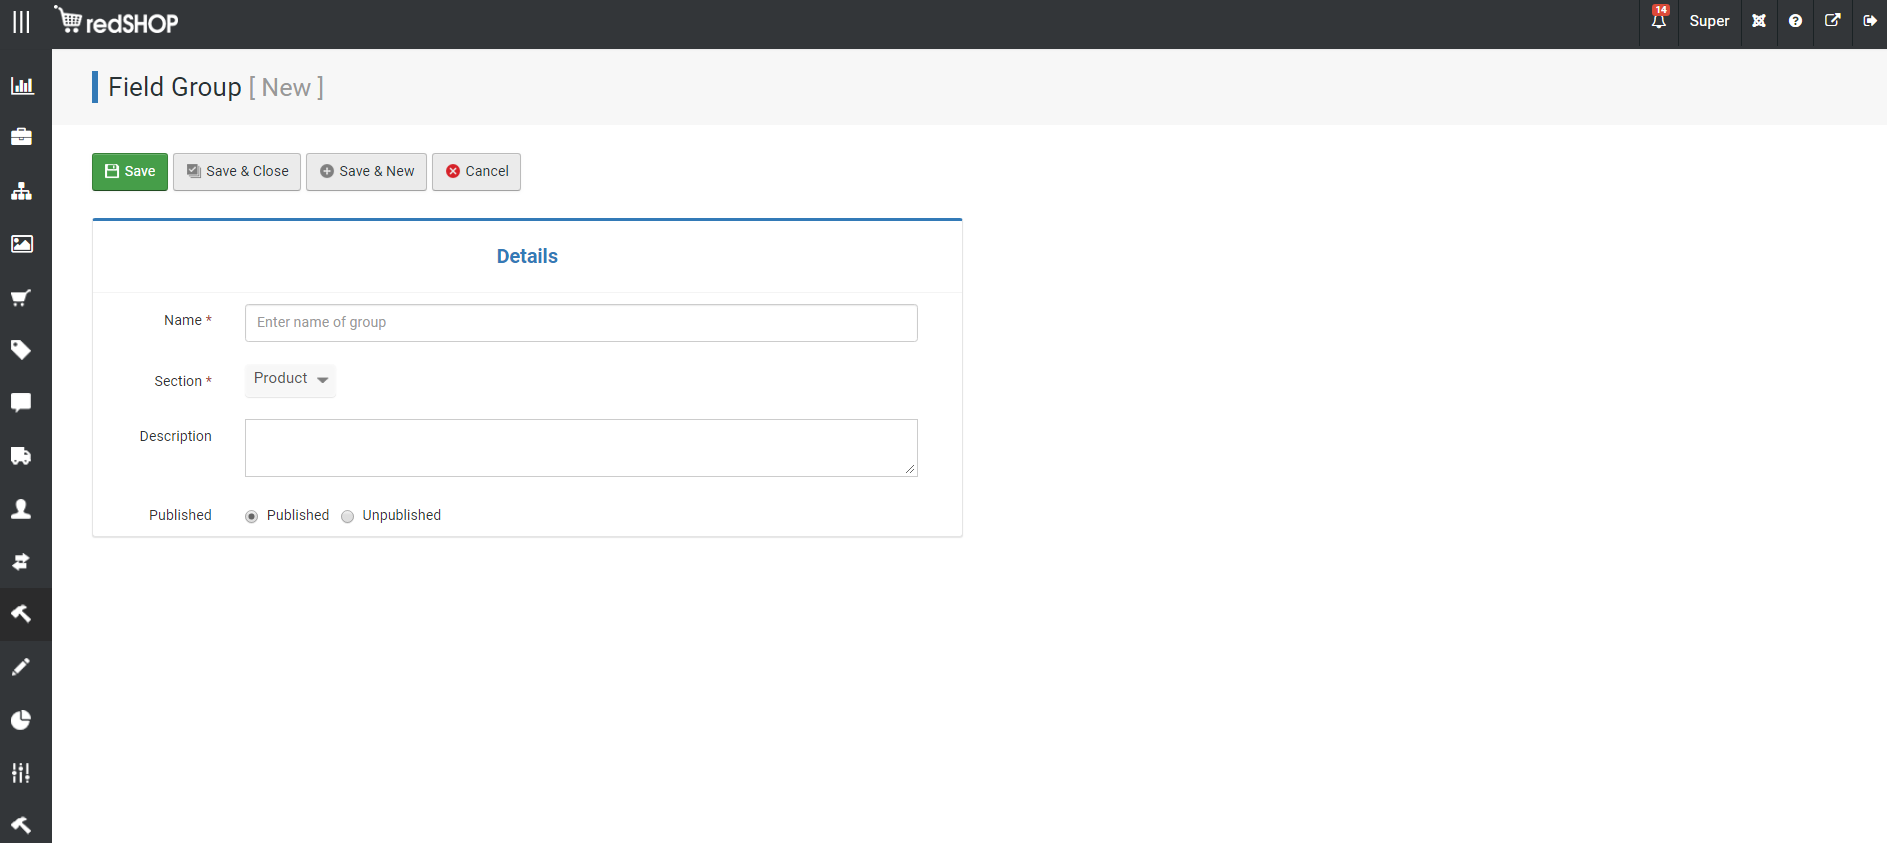 redSHOP
14
Super
Field Group [ New ]
Save
Save & Close
Save & New
Cancel
Details
Name *
Enter name of group
Section *
Product
Description
Published
Published
Unpublished